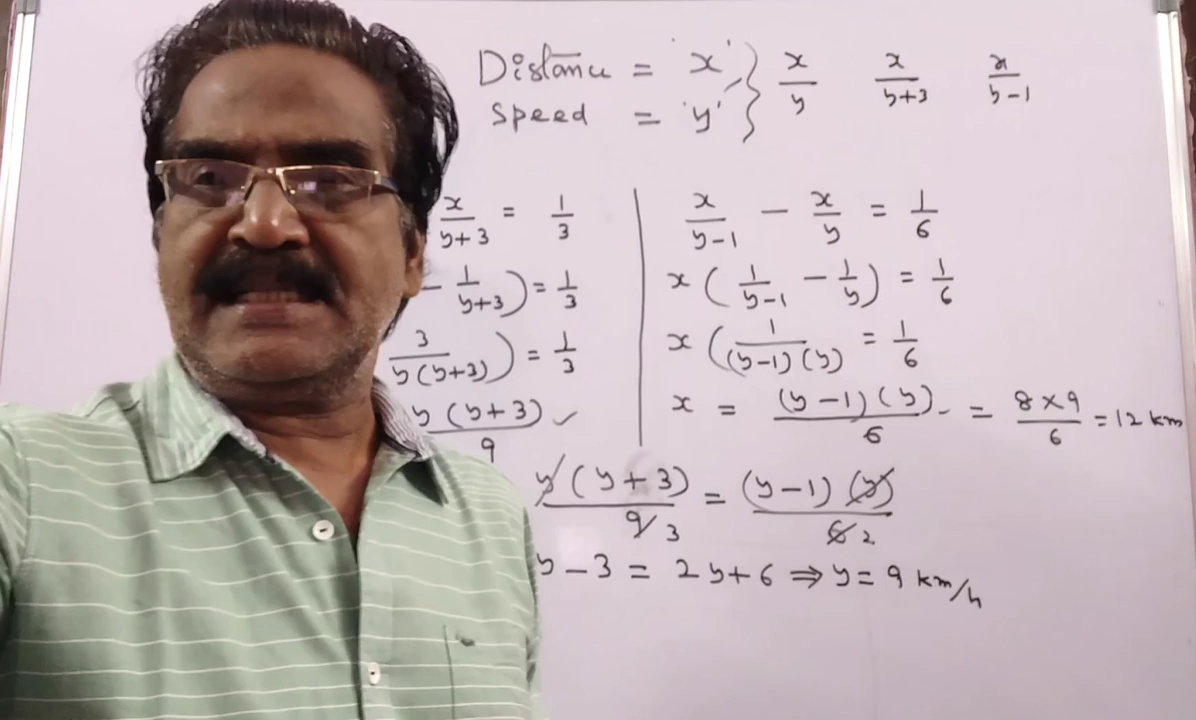 Distance = 'x' } x/y x/y+3 x/y-1
Speed = 'y'
x/y+3 = 1/3
- 1/y+3) = 1/3
3/y(y+3)) = 1/3
y(y+3)/9 ✓
x/y-1 - x/y = 1/6
x(1/y-1 - 1/y) = 1/6
x(1/(y-1)(y) = 1/6
x = (y-1)(y)/6 = 8×9/6 = 12 km
y(y+3)/9 3 = (y-1)(y)/6 2
y-3 = 2y+6 ⇒ y = 9 km/h